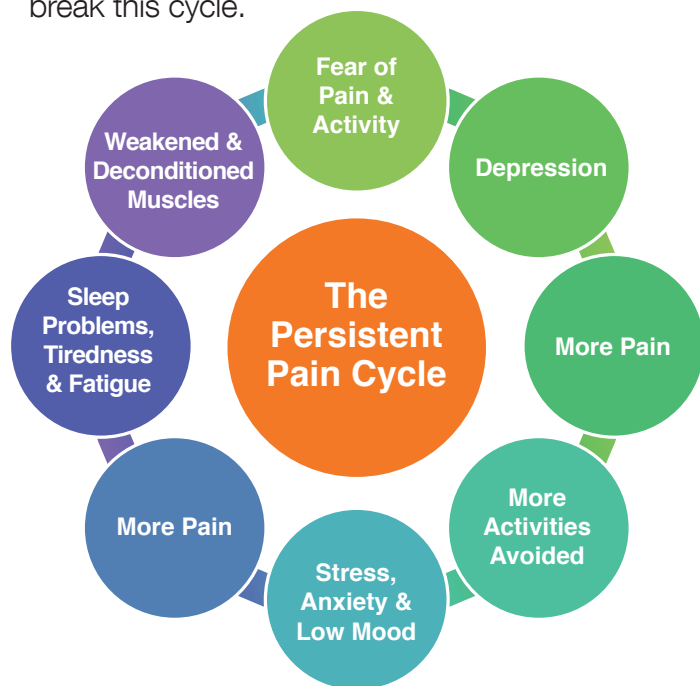 break this cycle.
Fear of
Pain &
Activity
Depression
More Pain
More
Activities
Avoided
Stress,
Anxiety &
Low Mood
More Pain
Sleep
Problems,
Tiredness
& Fatigue
Weakened &
Deconditioned
Muscles
The
Persistent
Pain Cycle